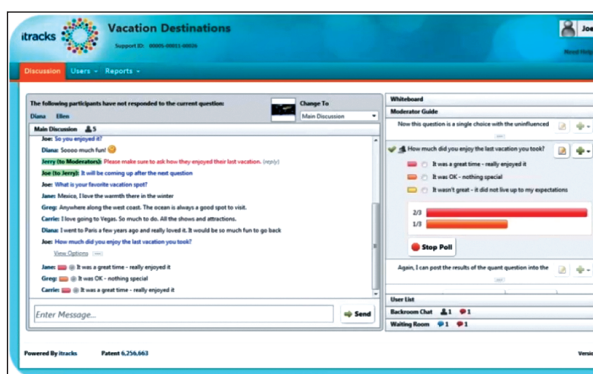 itracks
Vacation Destinations
Support ID: 00009-00001-00026
Joe
Need Help
Discussion Users Reports
The following participants have not responded to the current question:
Diana Ellen
Change To
Main Discussion
Main Discussion 5
Joe: So you enjoyed it?
Diana: Soooo much fun!
Jerry (to Moderators): Please make sure to ask how they enjoyed their last vacation. (reply)
Joe (to Jerry): It will be coming up after the next question
Joe: What is your favorite vacation spot?
Jane: Mexico, I love the warmth there in the winter
Greg: Anywhere along the west coast. The ocean is always a good spot to visit.
Carrie: I love going to Vegas. So much to do. All the shows and attractions.
Diana: I went to Paris a few years ago and really loved it. It would be so much fun to go back
Joe: How much did you enjoy the last vacation you took?
View Options
Jane: It was a great time - really enjoyed it
Greg: It was OK - nothing special
Carrie: It was a great time - really enjoyed it
Enter Message...
Send
Whiteboard
Moderator Guide
Now this question is a single choice with the uninfluenced
How much did you enjoy the last vacation you took?
It was a great time - really enjoyed it
It was OK - nothing special
It wasn't great - it did not live up to my expectations
2/3
1/3
Stop Poll
Again, I can post the results of the quant question into the
User List
Backroom Chat 1 1
Waiting Room 1 1
Powered By itracks Patent 6,256,663
Versio